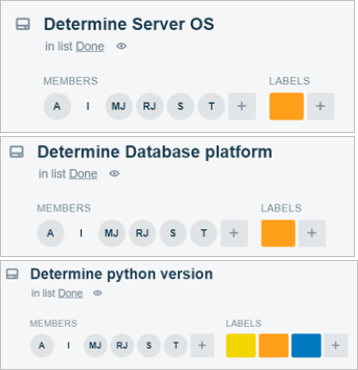 Determine Server OS
in list Done
MEMBERS LABELS
A I MJ RJ S T + +
Determine Database platform
in list Done
MEMBERS LABELS
A I MJ RJ S T + +
Determine python version
in list Done
MEMBERS LABELS
A I MJ RJ S T + +